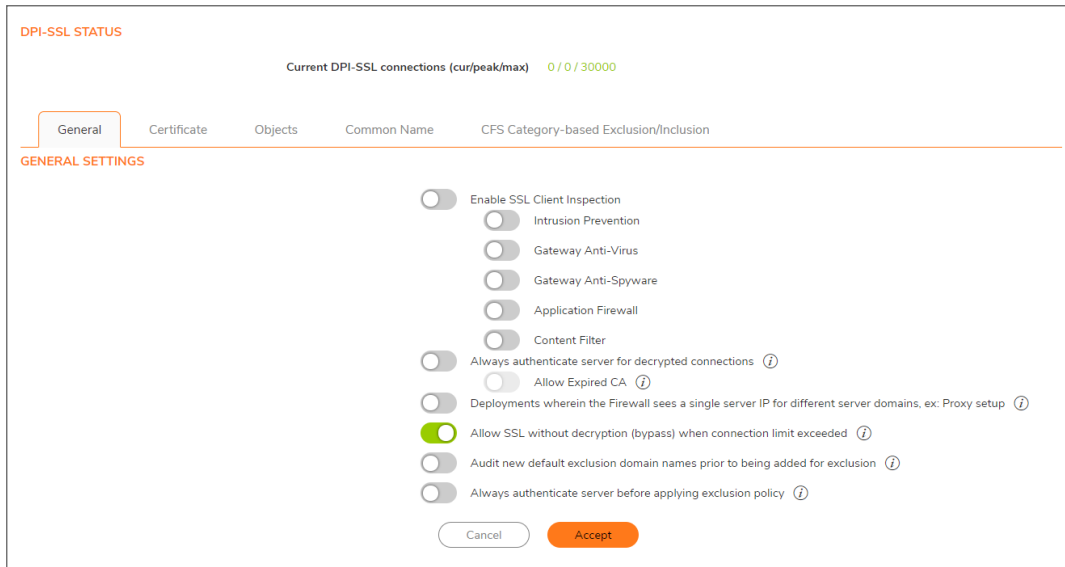 DPI-SSL STATUS
Current DPI-SSL connections (cur/peak/max) 0 / 0 / 30000
General Certificate Objects Common Name CFS Category-based Exclusion/Inclusion
GENERAL SETTINGS
Enable SSL Client Inspection
Intrusion Prevention
Gateway Anti-Virus
Gateway Anti-Spyware
Application Firewall
Content Filter
Always authenticate server for decrypted connections i
Allow Expired CA i
Deployments wherein the Firewall sees a single server IP for different server domains, ex: Proxy setup i
Allow SSL without decryption (bypass) when connection limit exceeded i
Audit new default exclusion domain names prior to being added for exclusion i
Always authenticate server before applying exclusion policy i
Cancel Accept